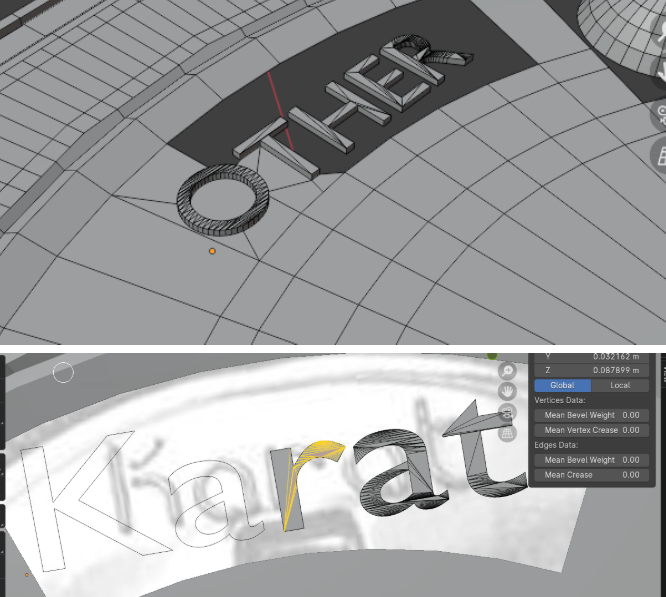 OTHER
Y 0.032162 m
Z 0.087899 m
Global Local
Vertices Data:
Mean Bevel Weight 0.00
Mean Vertex Crease 0.00
Edges Data:
Mean Bevel Weight 0.00
Mean Crease 0.00
Karat